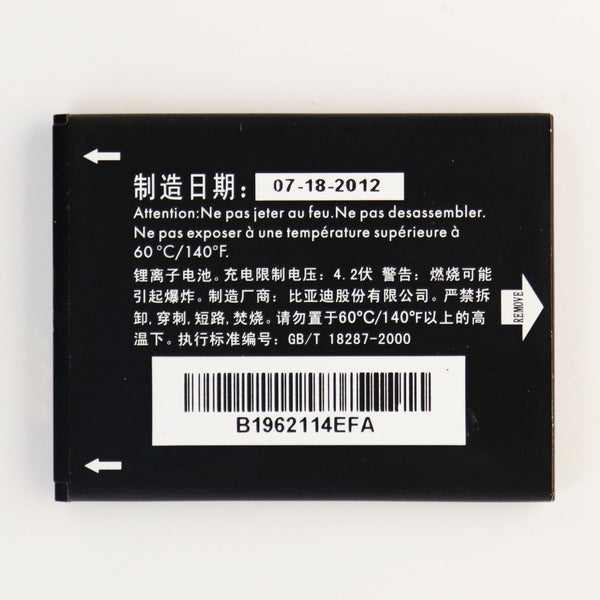 制造日期: 07-18-2012
Attention:Ne pas jeter au feu.Ne pas desassembler.
Ne pas exposer à une température supérieure à
60°C/140°F.
锂离子电池。充电限制电压: 4.2伏 警告: 燃烧可能
引起爆炸。制造厂商: 比亚迪股份有限公司。严禁拆
卸,穿刺,短路,焚烧。请勿置于60°C/140°F以上的高
温下。执行标准编号: GB/T 18287-2000
REMOVE
B1962114EFA